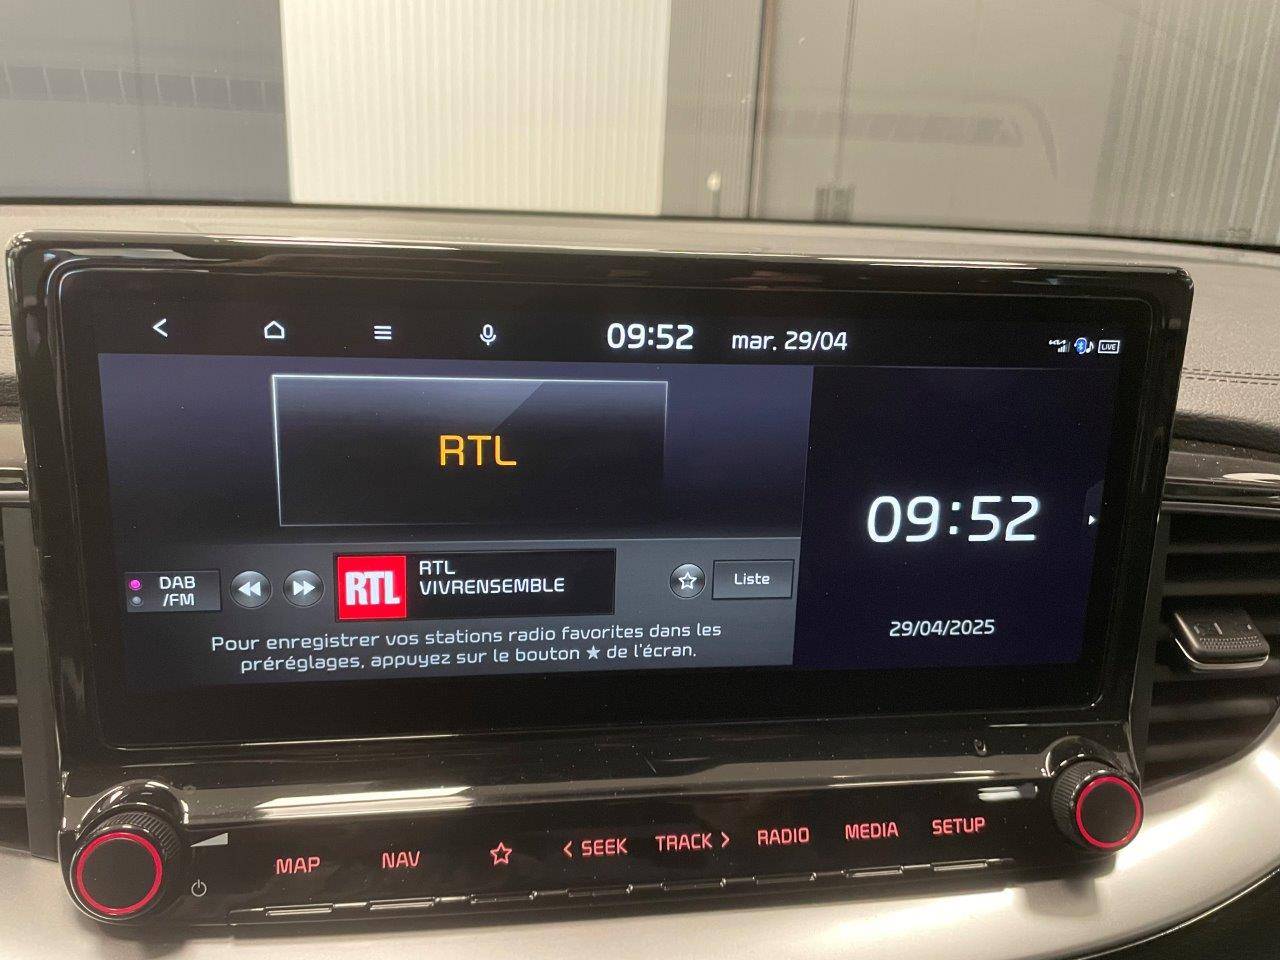 09:52 mar. 29/04
LIVE
RTL
09:52
29/04/2025
DAB
/FM
RTL
RTL
VIVRENSEMBLE
Liste
Pour enregistrer vos stations radio favorites dans les
préréglages, appuyez sur le bouton ★ de l'écran.
MAP NAV ☆ < SEEK TRACK > RADIO MEDIA SETUP